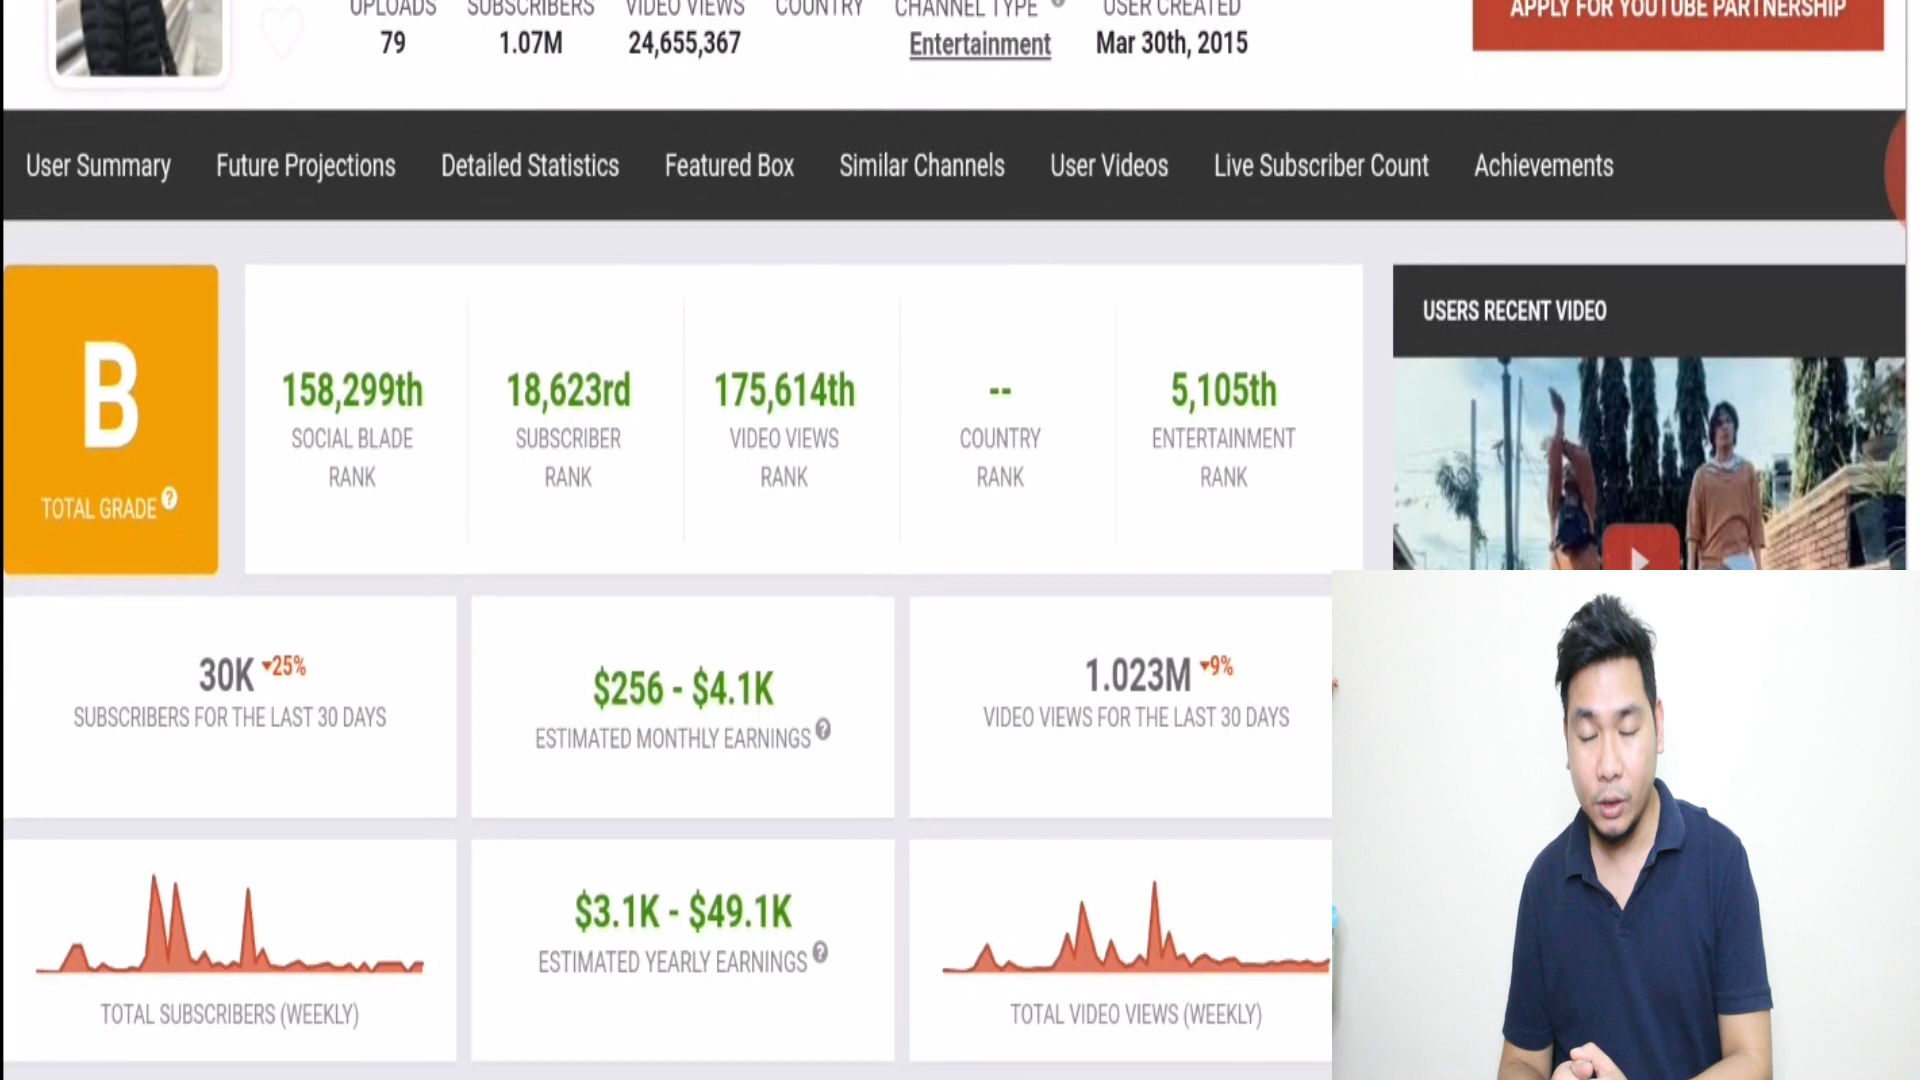 UPLOADS SUBSCRIBERS VIDEO VIEWS COUNTRY CHANNEL TYPE USER CREATED
79 1.07M 24,655,367 Entertainment Mar 30th, 2015
APPLY FOR YOUTUBE PARTNERSHIP
User Summary Future Projections Detailed Statistics Featured Box Similar Channels User Videos Live Subscriber Count Achievements
B
TOTAL GRADE ?
158,299th 18,623rd 175,614th -- 5,105th
SOCIAL BLADE SUBSCRIBER VIDEO VIEWS COUNTRY ENTERTAINMENT
RANK RANK RANK RANK RANK
USERS RECENT VIDEO
30K 25%
SUBSCRIBERS FOR THE LAST 30 DAYS
$256 - $4.1K
ESTIMATED MONTHLY EARNINGS ?
1.023M 9%
VIDEO VIEWS FOR THE LAST 30 DAYS
TOTAL SUBSCRIBERS (WEEKLY)
$3.1K - $49.1K
ESTIMATED YEARLY EARNINGS ?
TOTAL VIDEO VIEWS (WEEKLY)